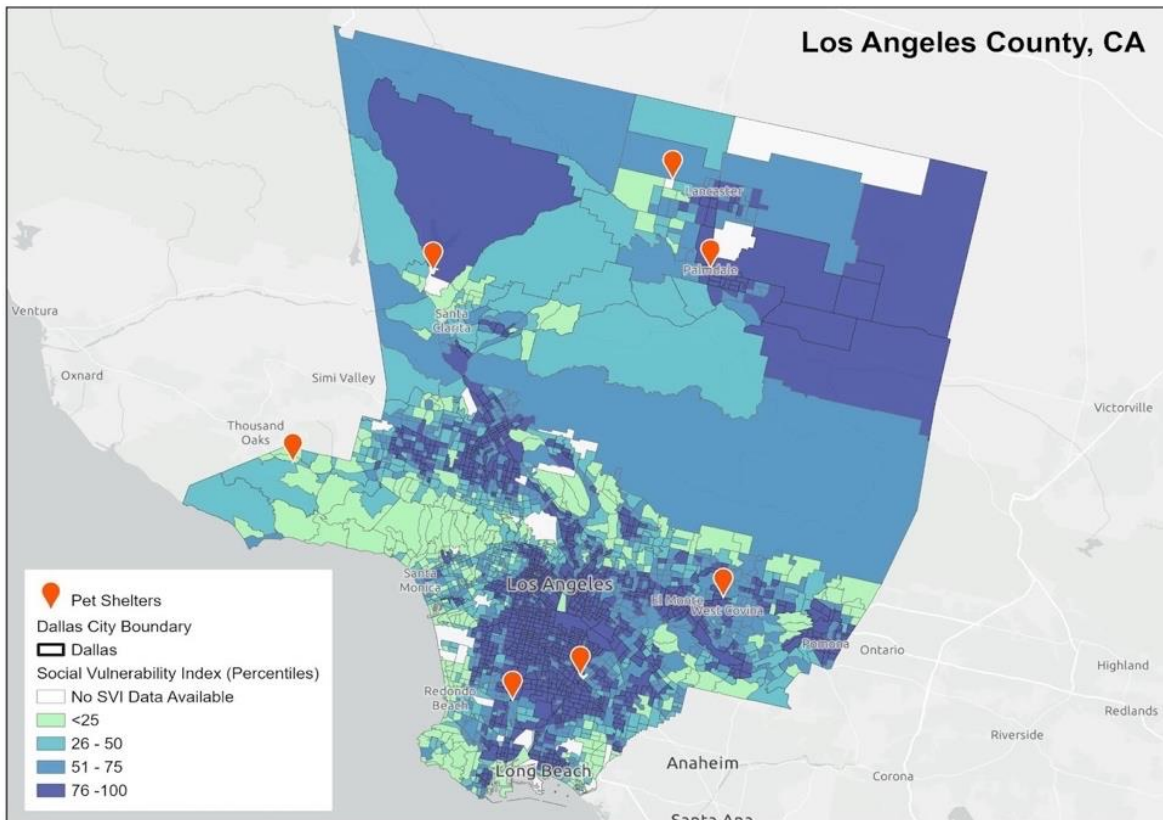 Los Angeles County, CA
Lancaster
Palmdale
Ventura
Santa
Clarita
Oxnard
Simi Valley
Victorville
Thousand
Oaks
Santa
Monica
Los Angeles
El Monte
West Covina
Pomona
Ontario
Highland
Redondo
Beach
Redlands
Riverside
Anaheim
Long Beach
Corona
Santa Ana
Pet Shelters
Dallas City Boundary
Dallas
Social Vulnerability Index (Percentiles)
No SVI Data Available
<25
26 - 50
51 - 75
76 -100